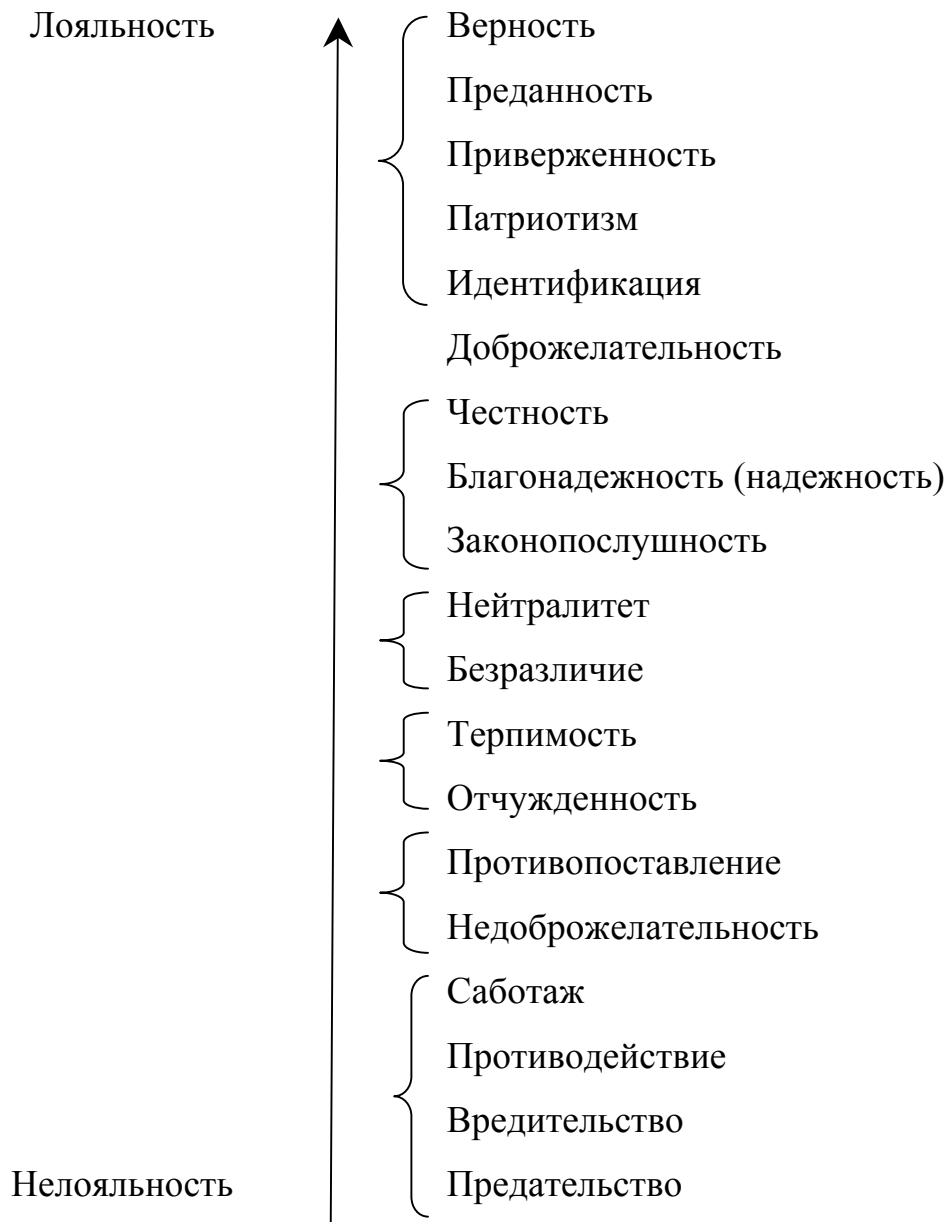 Лояльность Верность
Преданность
Приверженность
Патриотизм
Идентификация
Доброжелательность
Честность
Благонадежность (надежность)
Законопослушность
Нейтралитет
Безразличие
Терпимость
Отчужденность
Противопоставление
Недоброжелательность
Саботаж
Противодействие
Вредительство
Нелояльность Предательство